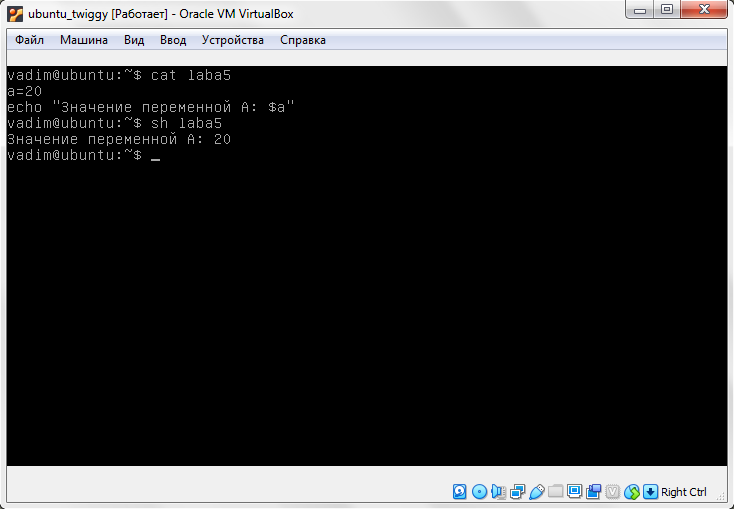 ubuntu_twiggy [Работает] - Oracle VM VirtualBox
Файл Машина Вид Ввод Устройства Справка
vadim@ubuntu:~$ cat laba5
a=20
echo "Значение переменной А: $a"
vadim@ubuntu:~$ sh laba5
Значение переменной А: 20
vadim@ubuntu:~$ _
Right Ctrl